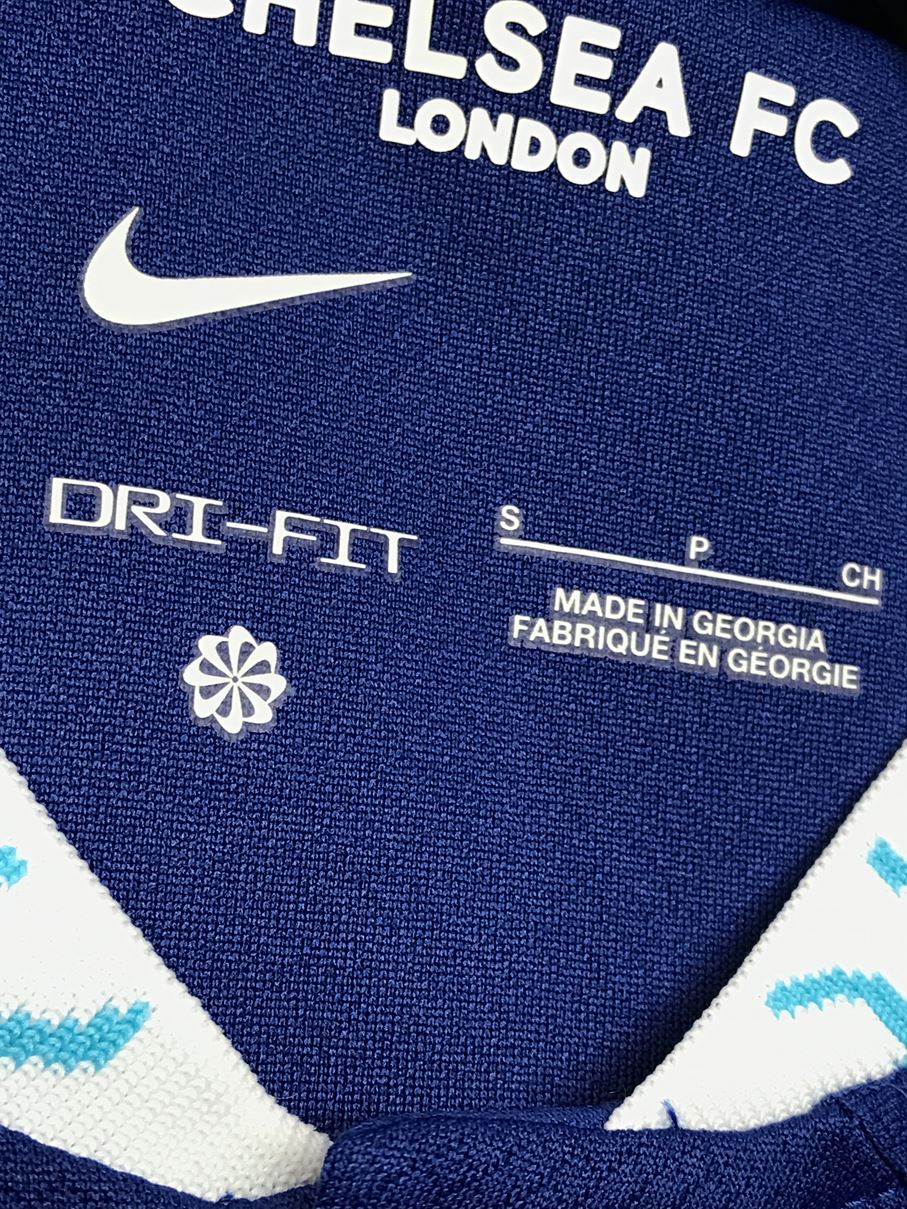 CHELSEA FC
LONDON
DRI-FIT
S P CH
MADE IN GEORGIA
FABRIQUÉ EN GÉORGIE